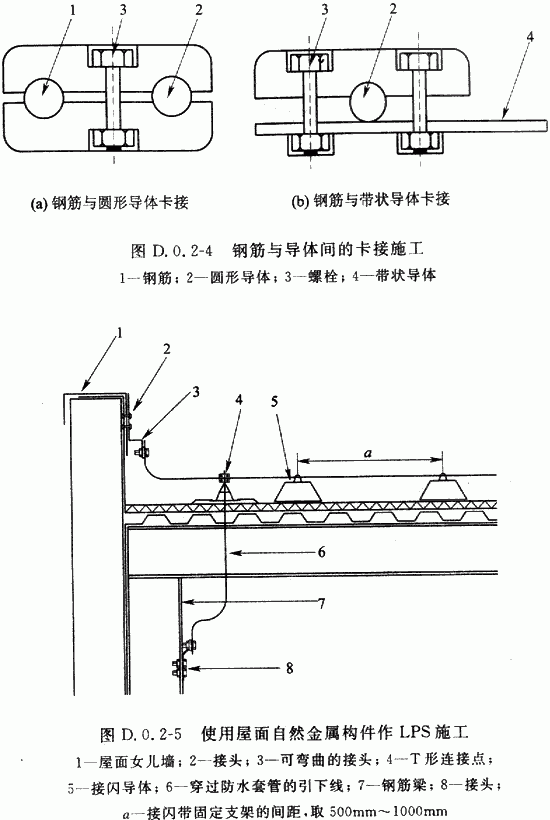 1
3
2
3
2
4
(a) 钢筋与圆形导体卡接
(b) 钢筋与带状导体卡接
图 D.0.2-4 钢筋与导体间的卡接施工
1—钢筋；2—圆形导体；3—螺栓；4—带状导体
1
2
3
4
5
a
6
7
8
图 D.0.2-5 使用屋面自然金属构件作 LPS 施工
1—屋面女儿墙；2—接头；3—可弯曲的接头；4—T 形连接点；
5—接闪导体；6—穿过防水套管的引下线；7—钢筋梁；8—接头；
a—接闪带固定支架的间距，取 500mm～1000mm